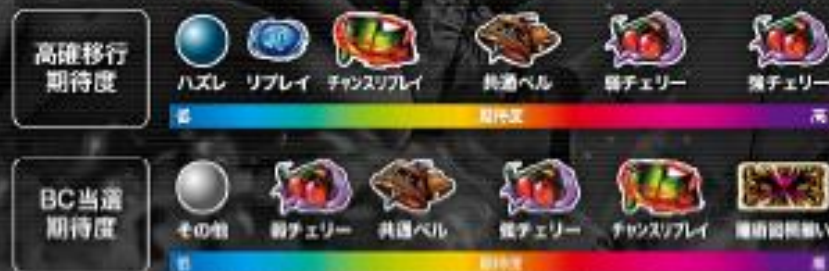 高確移行
期待度
ハズレ リプレイ チャンスリプレイ 共通ベル 弱チェリー 強チェリー
低 期待度 高
BC当選
期待度
その他 弱チェリー 共通ベル 強チェリー チャンスリプレイ
低 期待度 高